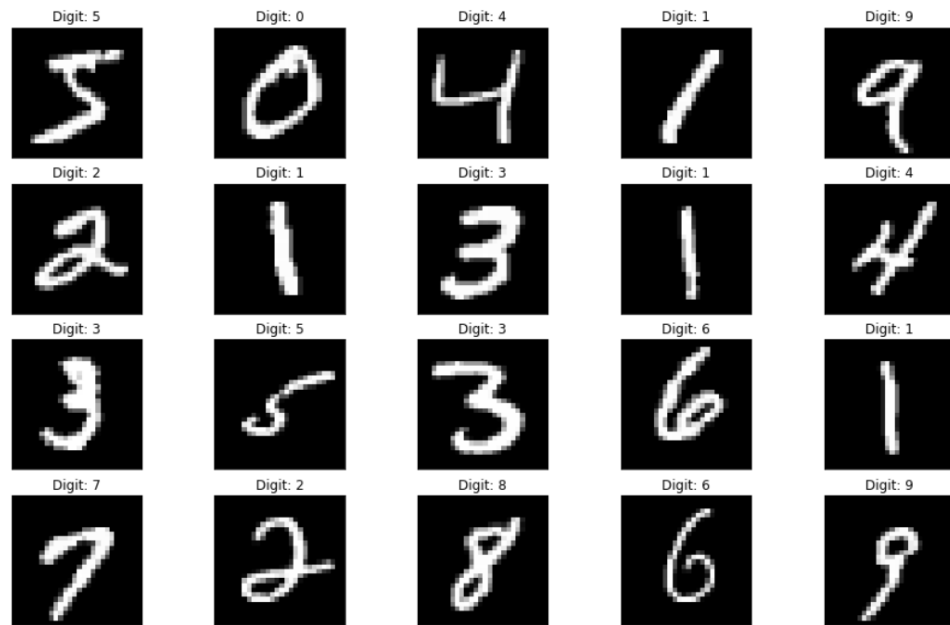 Digit: 5 Digit: 0 Digit: 4 Digit: 1 Digit: 9
5 0 4 1 9
Digit: 2 Digit: 1 Digit: 3 Digit: 1 Digit: 4
2 1 3 1 4
Digit: 3 Digit: 5 Digit: 3 Digit: 6 Digit: 1
3 5 3 6 1
Digit: 7 Digit: 2 Digit: 8 Digit: 6 Digit: 9
7 2 8 6 9